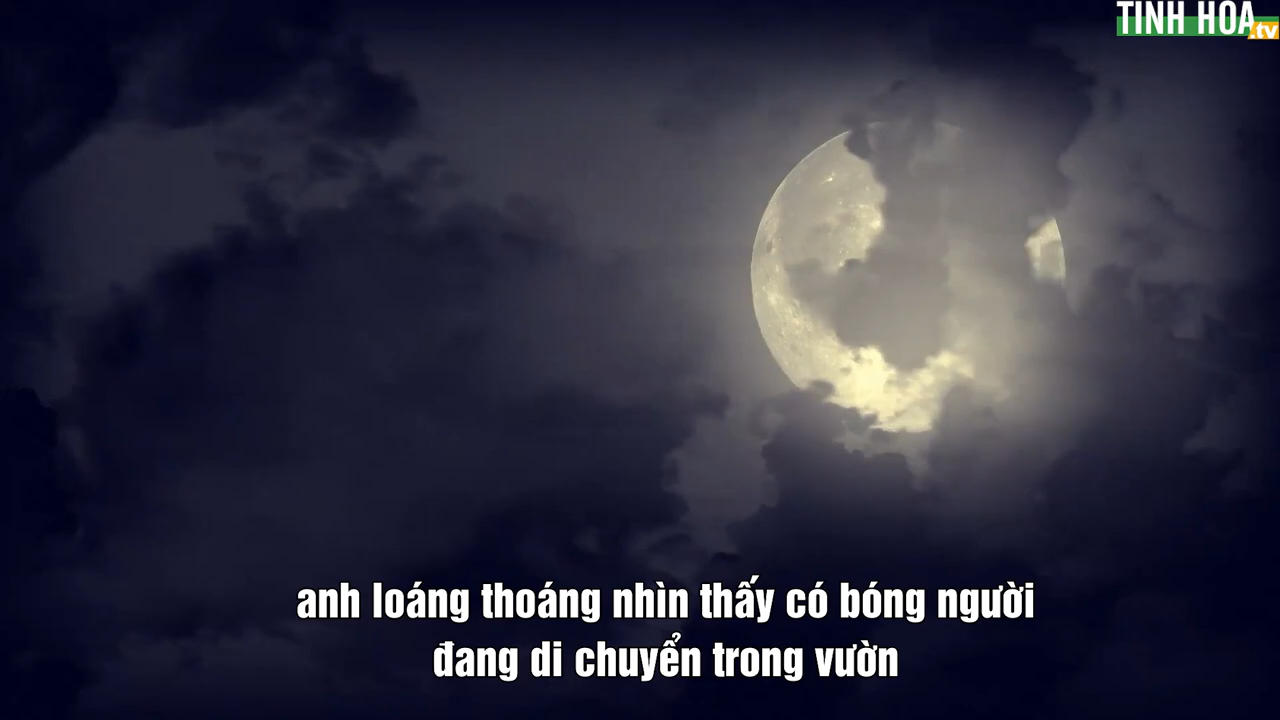 TINH HOA
.tv
anh loáng thoáng nhìn thấy có bóng người
đang di chuyển trong vườn